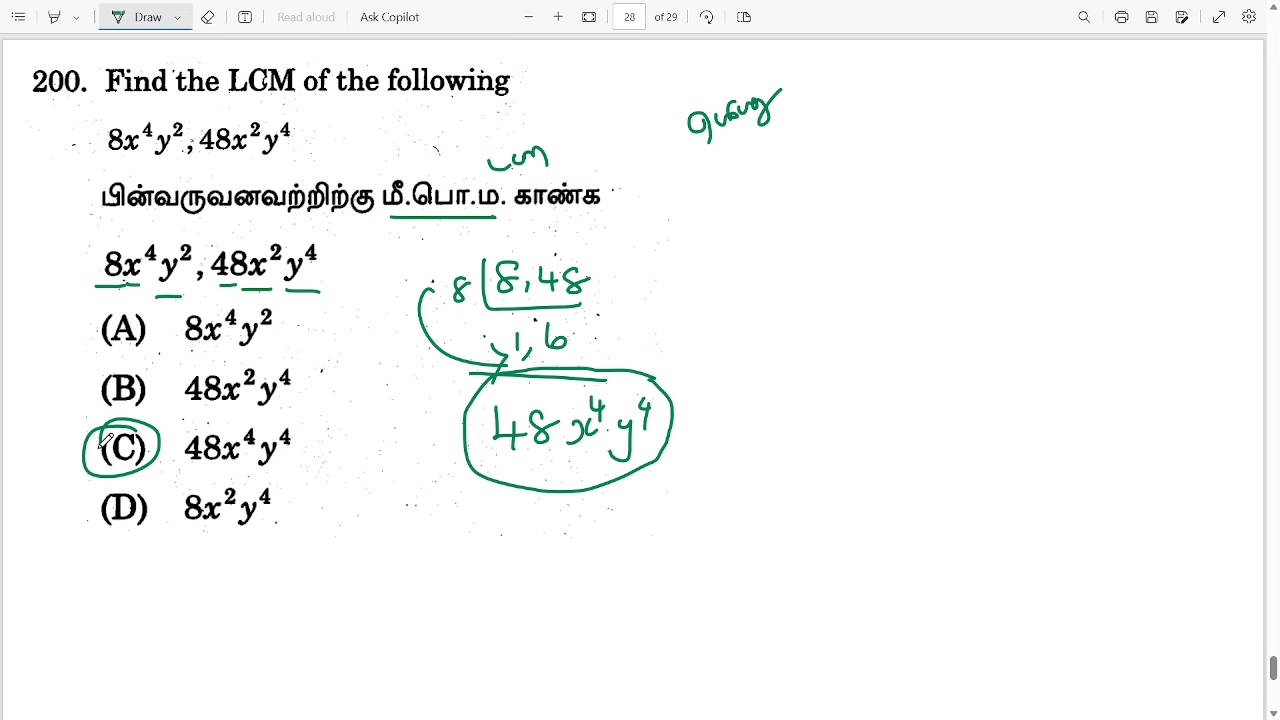 Draw Read aloud Ask Copilot 28 of 29
200. Find the LCM of the following
8x⁴y², 48x²y⁴
பின்வருவனவற்றிற்கு மீ.பொ.ம. காண்க
8x⁴y², 48x²y⁴
8 8, 48
1, 6
(A) 8x⁴y²
(B) 48x²y⁴
(C) 48x⁴y⁴
48x⁴y⁴
(D) 8x²y⁴